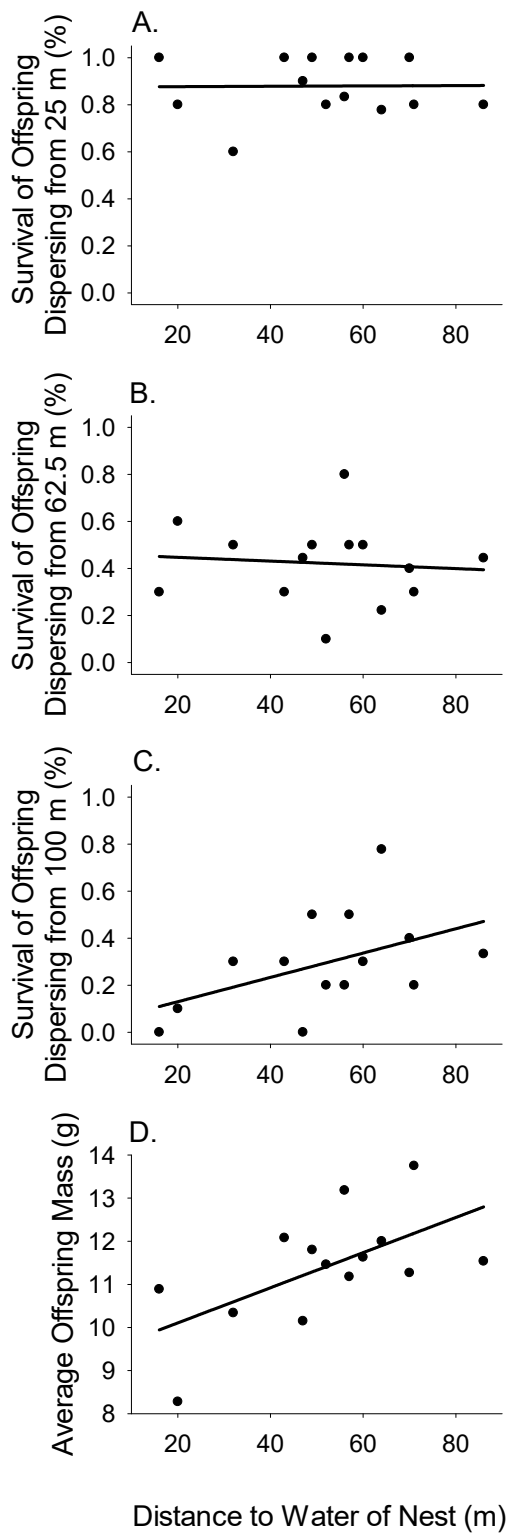 A.
Survival of Offspring
Dispersing from 25 m (%)
1.0
0.8
0.6
0.4
0.2
0.0
20 40 60 80
B.
Survival of Offspring
Dispersing from 62.5 m (%)
1.0
0.8
0.6
0.4
0.2
0.0
20 40 60 80
C.
Survival of Offspring
Dispersing from 100 m (%)
1.0
0.8
0.6
0.4
0.2
0.0
20 40 60 80
D.
Average Offspring Mass (g)
14
13
12
11
10
9
8
20 40 60 80
Distance to Water of Nest (m)